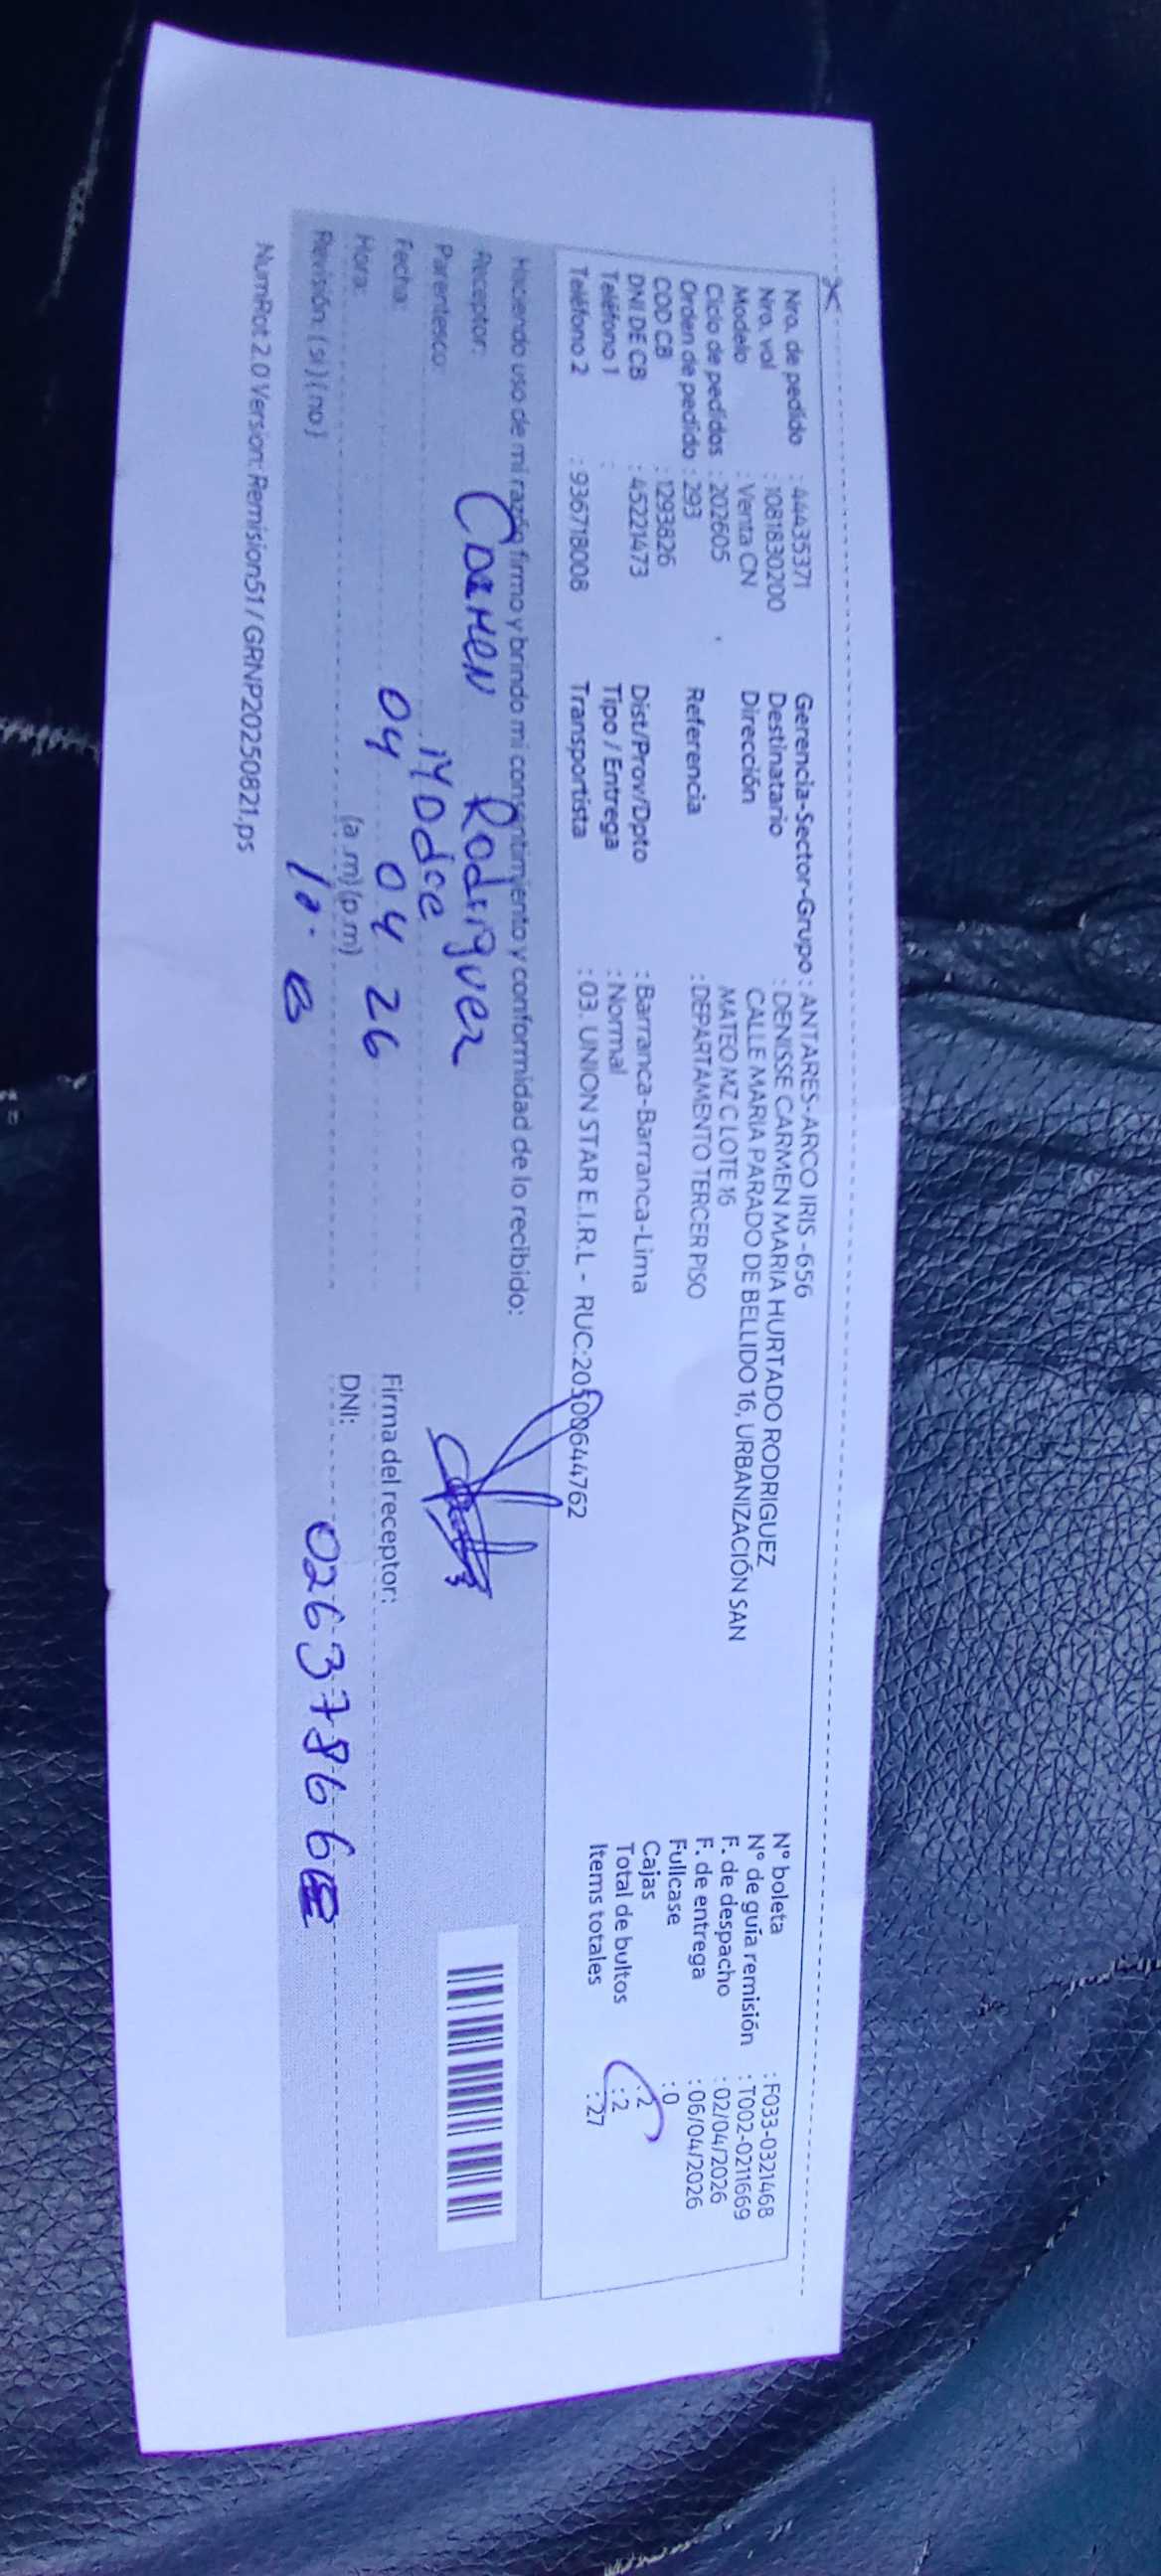 Nro. de pedido : 44435371
Nro. val : 1081830200
Modelo : Venta CN
Ciclo de pedidos : 202605
Orden de pedido : 293
COD CB : 1293826
DNI DE CB : 45221473
Teléfono 1 :
Teléfono 2 : 936718008
Gerencia-Sector-Grupo : ANTARES-ARCO IRIS -656
Destinatario : DENISSE CARMEN MARIA HURTADO RODRIGUEZ
Dirección CALLE MARIA PARADO DE BELLIDO 16, URBANIZACIÓN SAN
MATEO MZ C LOTE 16
Referencia : DEPARTAMENTO TERCER PISO
Dist/Prov/Dpto : Barranca-Barranca-Lima
Tipo / Entrega : Normal
Transportista : 03. UNION STAR E.I.R.L - RUC:20500644762
N° boleta : F033-0321468
N° de guía remisión : T002-0211669
F. de despacho : 02/04/2026
F. de entrega : 06/04/2026
Fullcase : 0
Cajas : 2
Total de bultos : 2
Items totales : 27
Haciendo uso de mi razón firmo y brindo mi consentimiento y conformidad de lo recibido:
Receptor: Carmen Rodriguez
Parentesco: Madre
Fecha: 04 04 26
Hora: (a.m) (p.m)
Revisión: ( si ) ( no )
Firma del receptor:
DNI: 02637866
NumRot 2.0 Version: Remision51 / GRNP20250821.ps